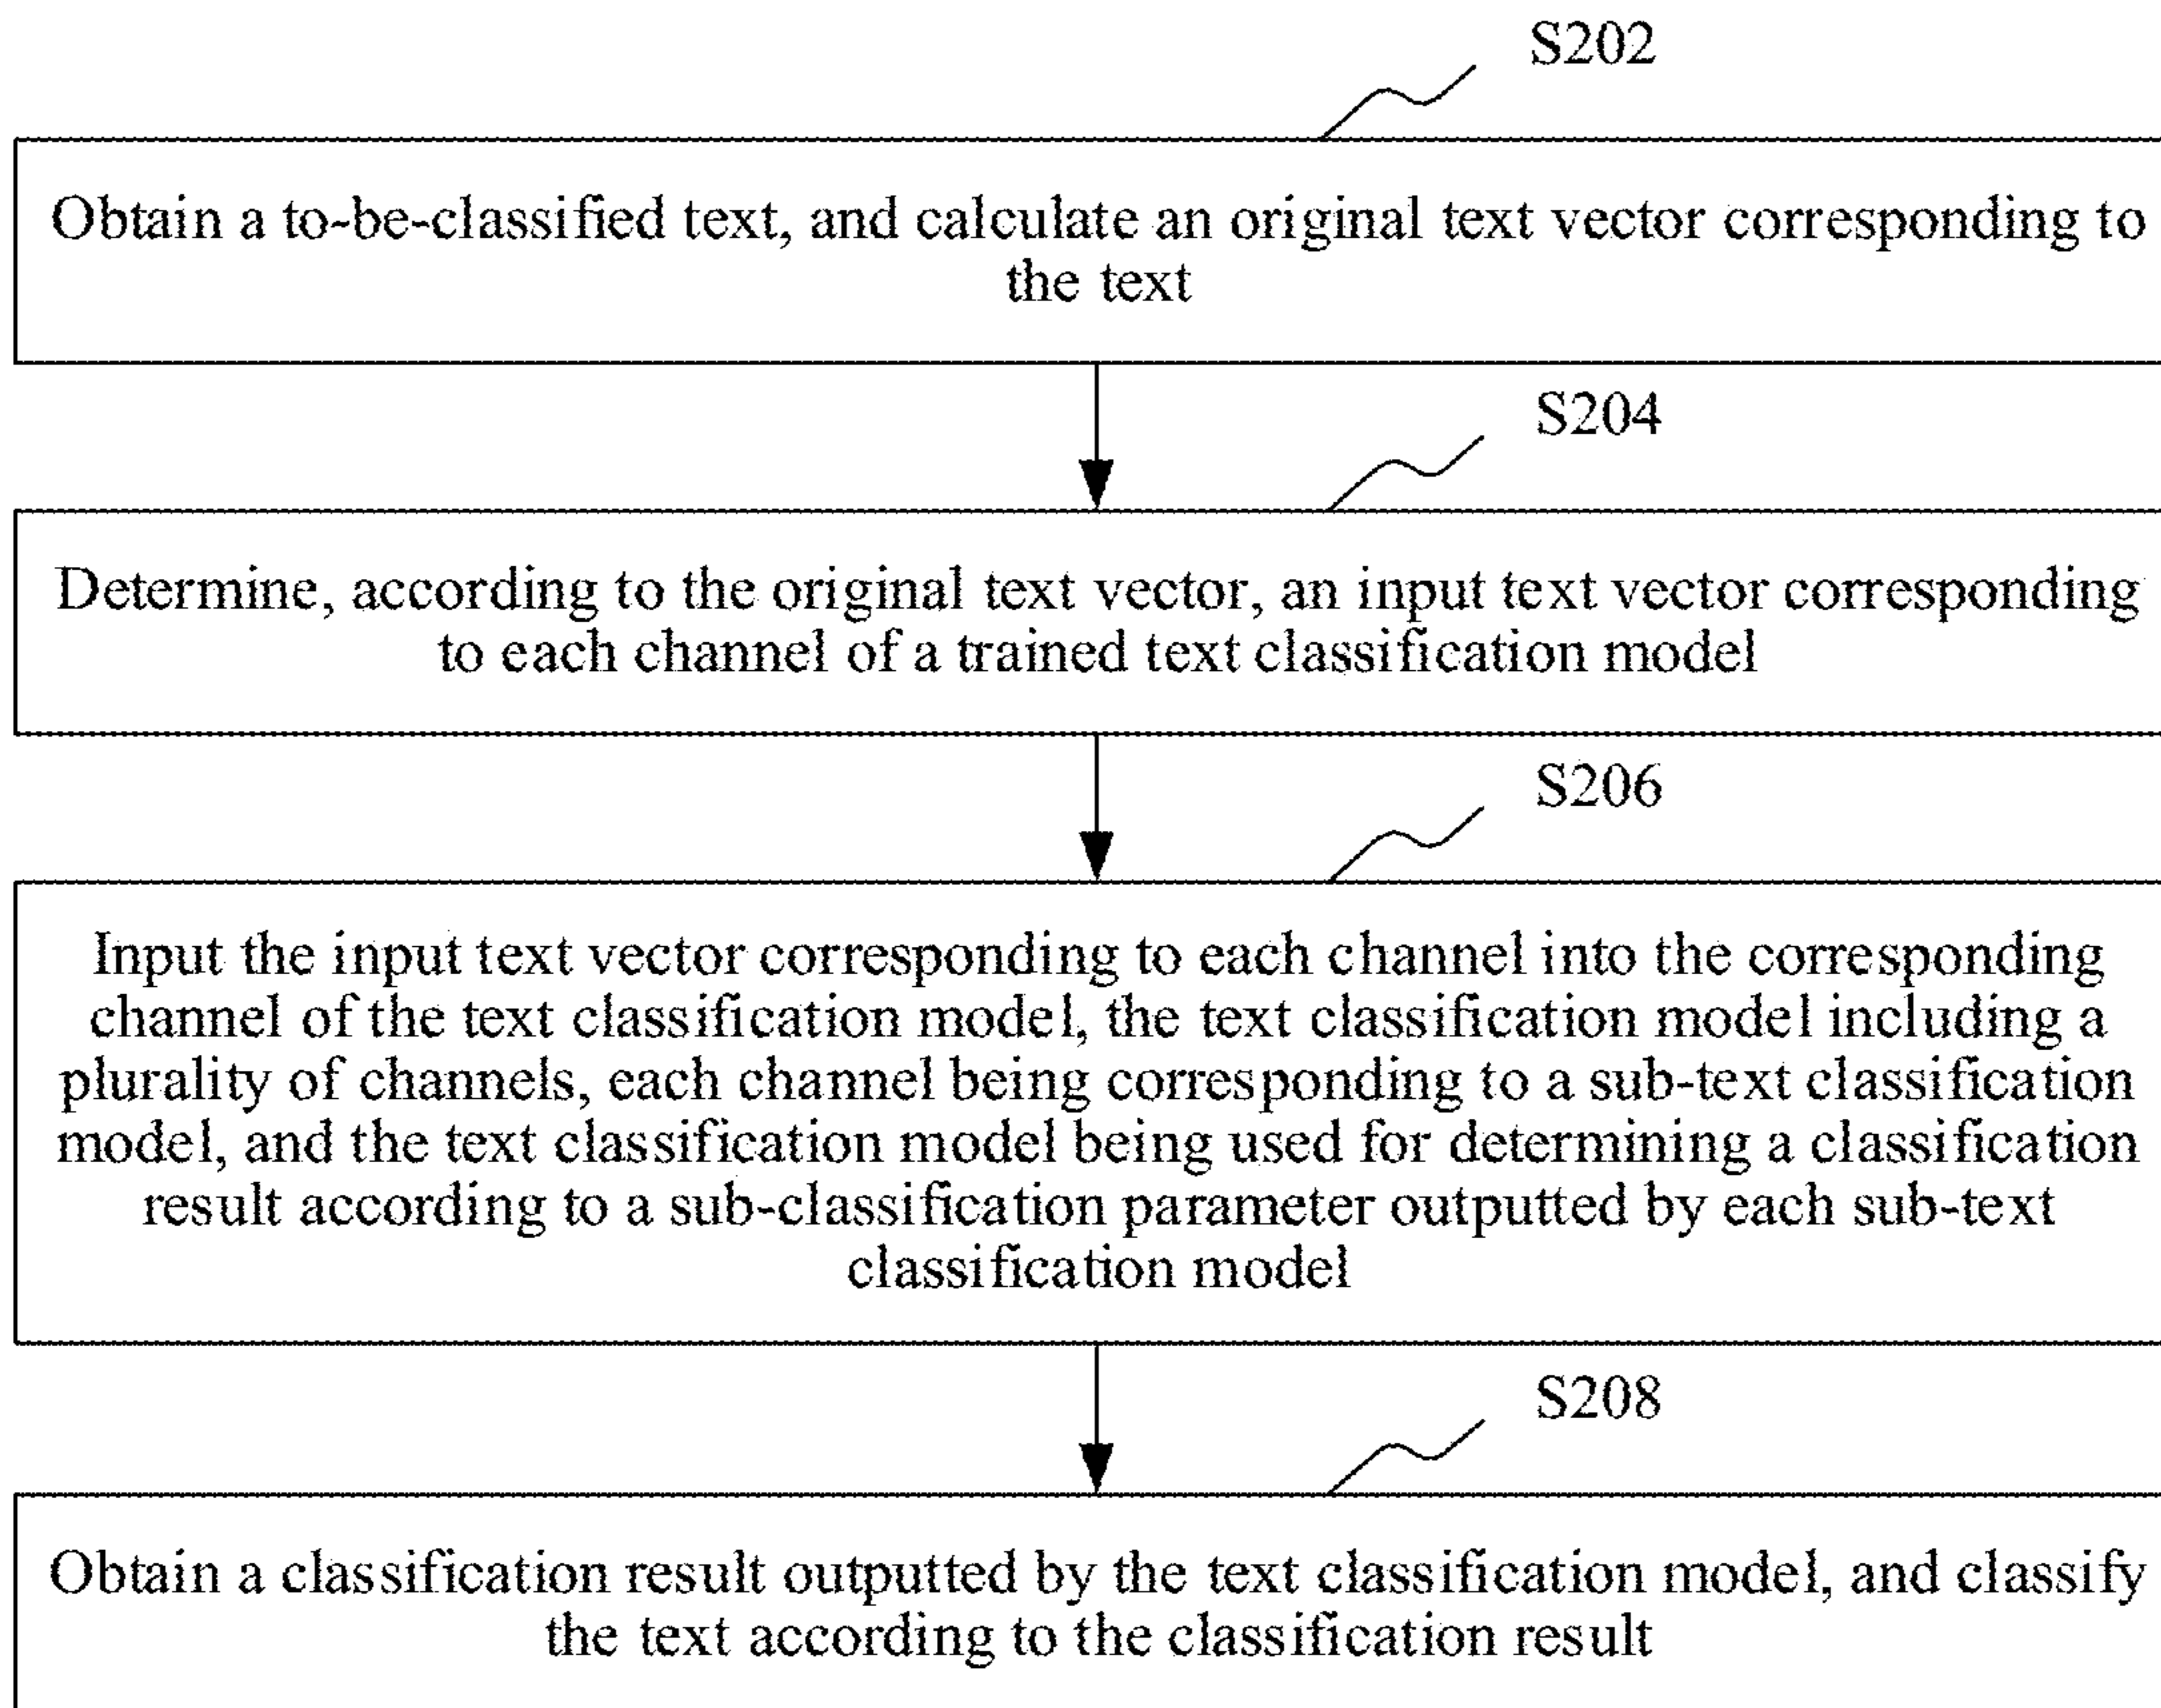 S202
Obtain a to-be-classified text, and calculate an original text vector corresponding to
the text
S204
Determine, according to the original text vector, an input text vector corresponding
to each channel of a trained text classification model
S206
Input the input text vector corresponding to each channel into the corresponding
channel of the text classification model, the text classification model including a
plurality of channels, each channel being corresponding to a sub-text classification
model, and the text classification model being used for determining a classification
result according to a sub-classification parameter outputted by each sub-text
classification model
S208
Obtain a classification result outputted by the text classification model, and classify
the text according to the classification result